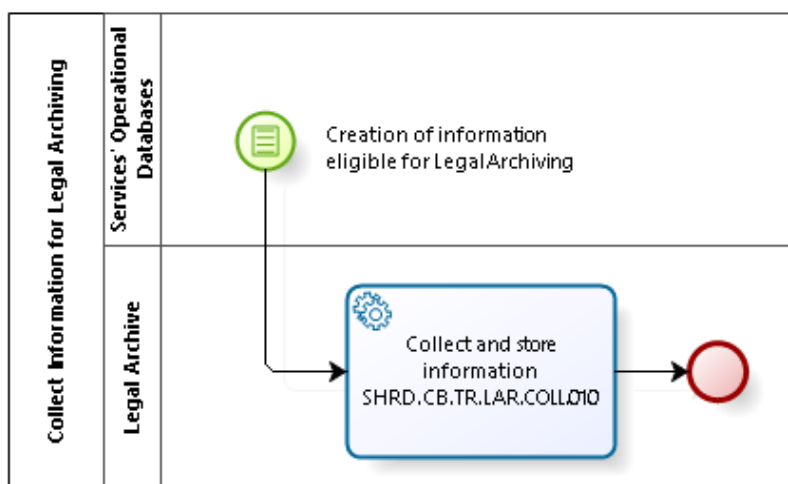 Collect Information for Legal Archiving
Services' Operational
Databases
Creation of information
eligible for Legal Archiving
Legal Archive
Collect and store
information
SHRD.CB.TR.LAR.COLL.010